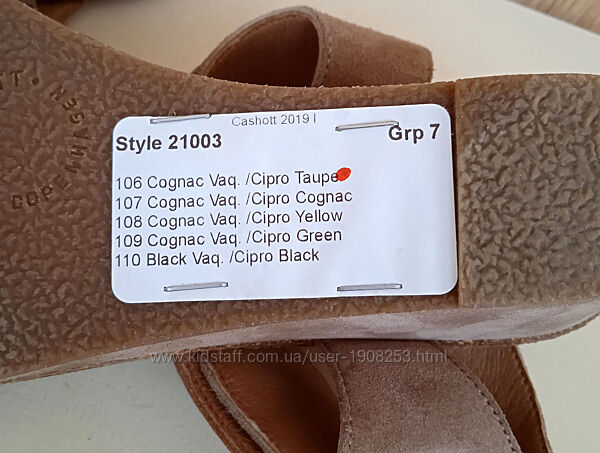 COPENHAGEN
Cashott 2019 I
Style 21003
Grp 7
106 Cognac Vaq. /Cipro Taupe
107 Cognac Vaq. /Cipro Cognac
108 Cognac Vaq. /Cipro Yellow
109 Cognac Vaq. /Cipro Green
110 Black Vaq. /Cipro Black
www.kidstaff.com.ua/user-1908253.html